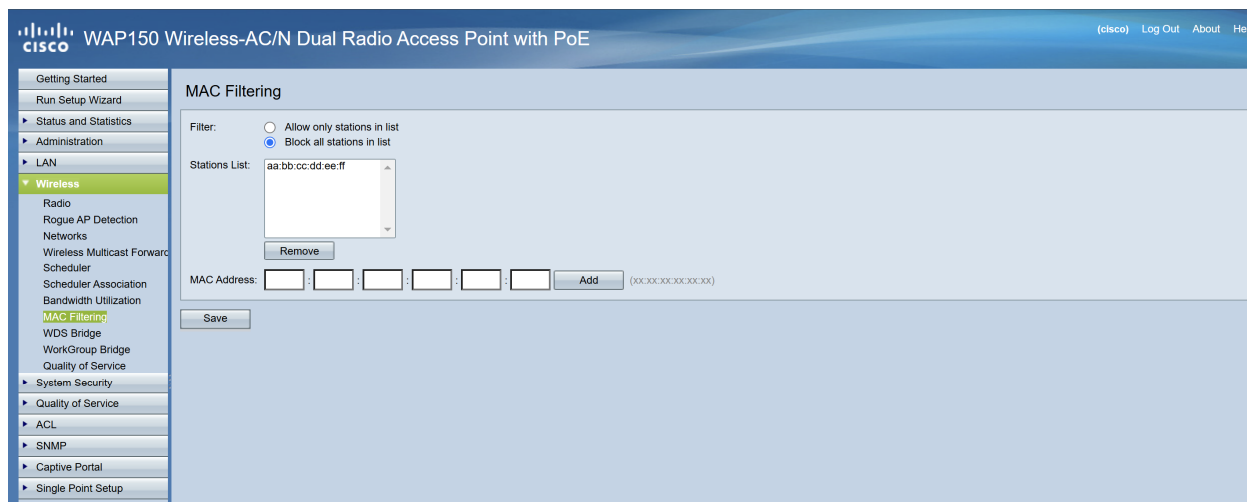 cisco WAP150 Wireless-AC/N Dual Radio Access Point with PoE
(cisco) Log Out About He
Getting Started
Run Setup Wizard
Status and Statistics
Administration
LAN
Wireless
Radio
Rogue AP Detection
Networks
Wireless Multicast Forward
Scheduler
Scheduler Association
Bandwidth Utilization
MAC Filtering
WDS Bridge
WorkGroup Bridge
Quality of Service
System Security
Quality of Service
ACL
SNMP
Captive Portal
Single Point Setup
MAC Filtering
Filter: Allow only stations in list
Block all stations in list
Stations List: aa:bb:cc:dd:ee:ff
Remove
MAC Address: : : : : : Add (xx:xx:xx:xx:xx:xx)
Save